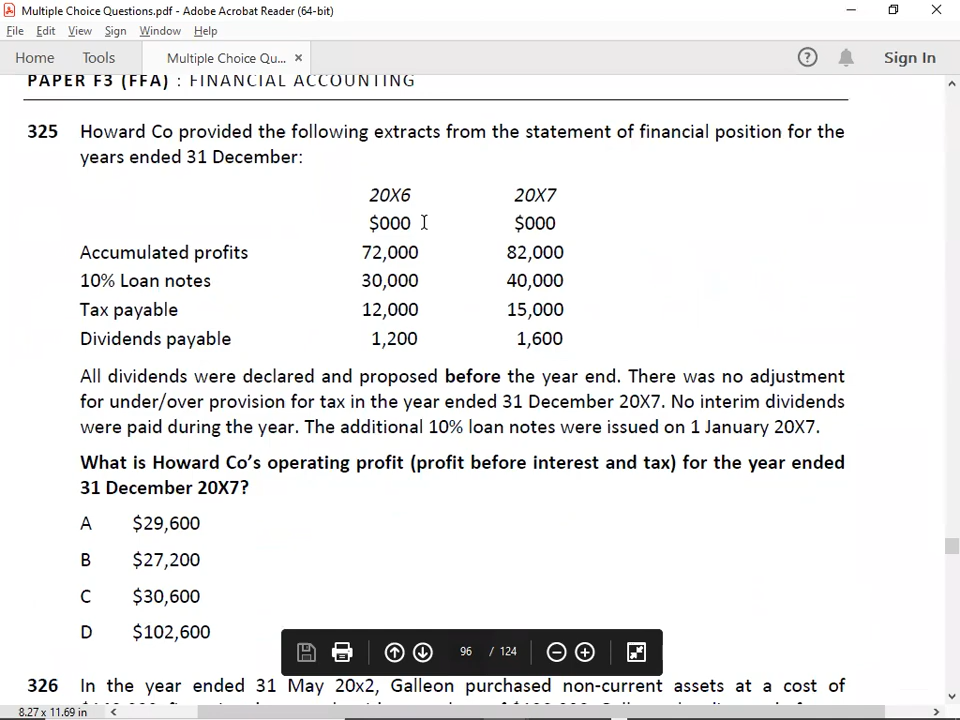 Multiple Choice Questions.pdf - Adobe Acrobat Reader (64-bit)
File Edit View Sign Window Help
Home Tools Multiple Choice Qu... × Sign In
PAPER F3 (FFA) : FINANCIAL ACCOUNTING
325 Howard Co provided the following extracts from the statement of financial position for the
years ended 31 December:
20X6 20X7
$000 $000
Accumulated profits 72,000 82,000
10% Loan notes 30,000 40,000
Tax payable 12,000 15,000
Dividends payable 1,200 1,600
All dividends were declared and proposed before the year end. There was no adjustment
for under/over provision for tax in the year ended 31 December 20X7. No interim dividends
were paid during the year. The additional 10% loan notes were issued on 1 January 20X7.
What is Howard Co's operating profit (profit before interest and tax) for the year ended
31 December 20X7?
A $29,600
B $27,200
C $30,600
D $102,600
96 / 124
326 In the year ended 31 May 20x2, Galleon purchased non-current assets at a cost of
8.27 x 11.69 in